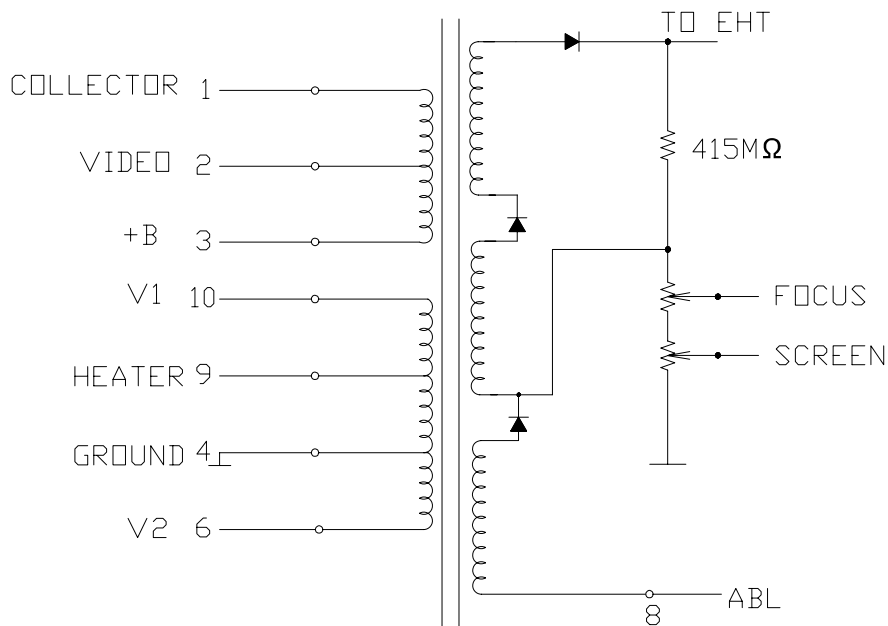 TO EHT
COLLECTOR 1
VIDEO 2
415MΩ
+B 3
V1 10
FOCUS
SCREEN
HEATER 9
GROUND 4
V2 6
ABL
8